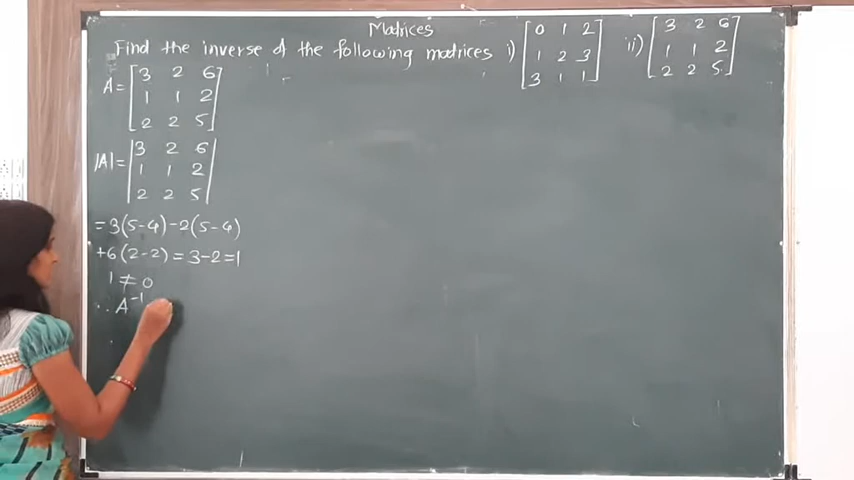 Matrices
Find the inverse of the following matrices i) [0 1 2 ii) [3 2 6
1 2 3 1 1 2
3 1 1] 2 2 5]
A = [3 2 6
1 1 2
2 2 5]
|A| = |3 2 6
1 1 2
2 2 5|
= 3(5-4) - 2(5-4)
+6(2-2) = 3-2 = 1
1 ≠ 0
∴ A⁻¹